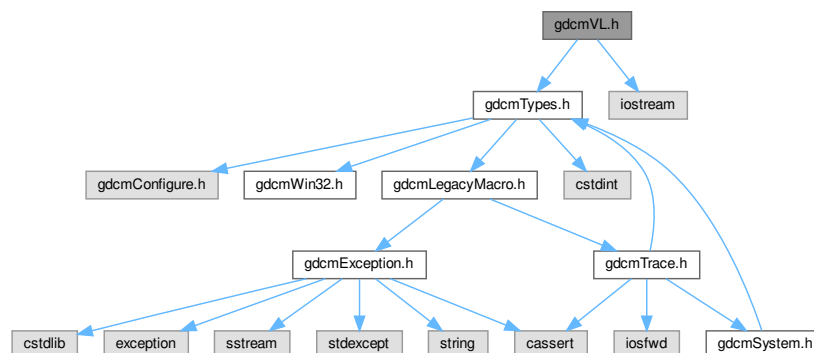 gdcmVL.h
gdcmTypes.h
iostream
gdcmConfigure.h
gdcmWin32.h
gdcmLegacyMacro.h
cstdint
gdcmException.h
gdcmTrace.h
cstdlib
exception
sstream
stdexcept
string
cassert
iosfwd
gdcmSystem.h